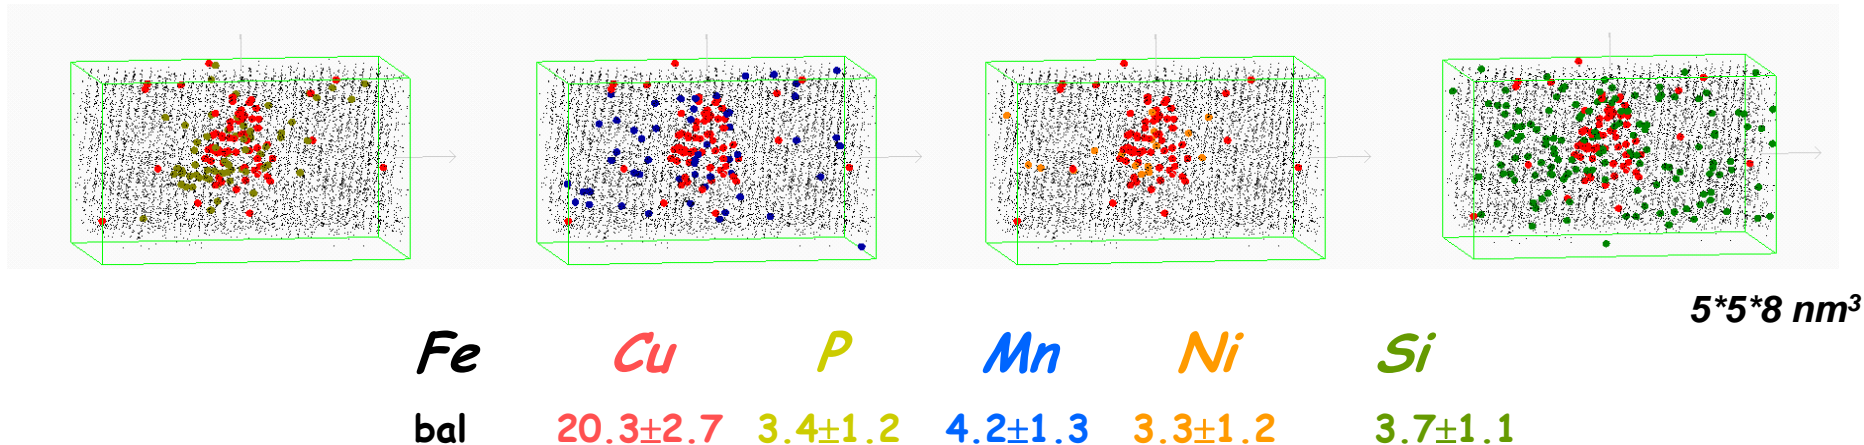 5*5*8 nm³
Fe Cu P Mn Ni Si
bal 20.3±2.7 3.4±1.2 4.2±1.3 3.3±1.2 3.7±1.1